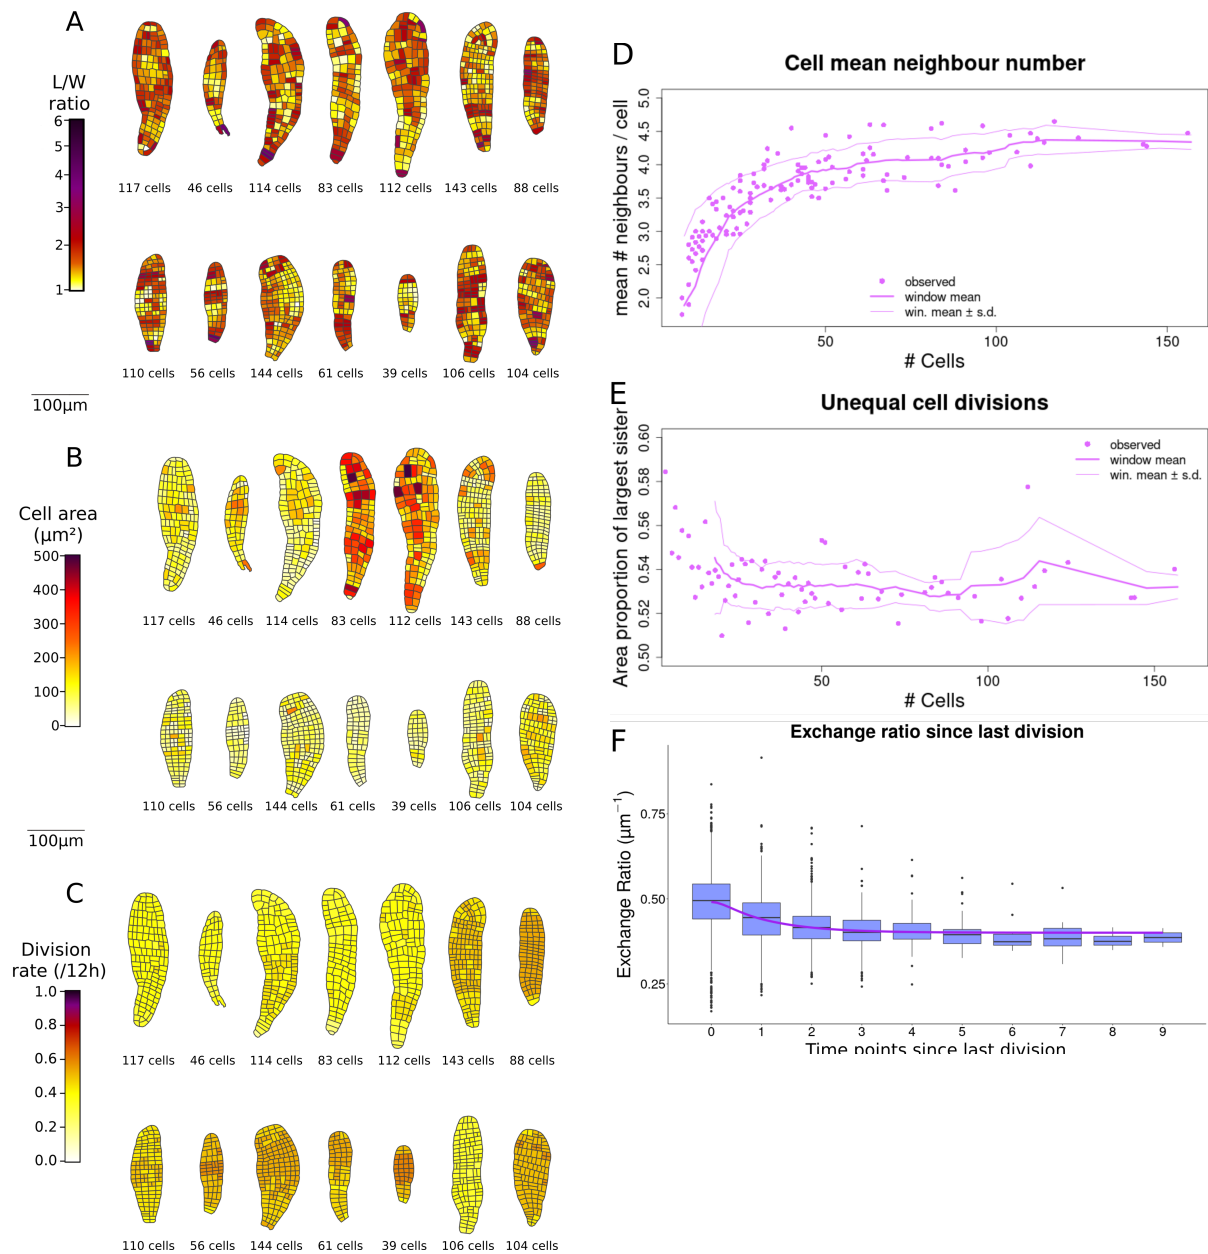 A
L/W
ratio
6
5
4
3
2
1
117 cells 46 cells 114 cells 83 cells 112 cells 143 cells 88 cells
110 cells 56 cells 144 cells 61 cells 39 cells 106 cells 104 cells
100μm
B
Cell area
(μm²)
500
400
300
200
100
0
117 cells 46 cells 114 cells 83 cells 112 cells 143 cells 88 cells
110 cells 56 cells 144 cells 61 cells 39 cells 106 cells 104 cells
100μm
C
Division
rate (/12h)
1.0
0.8
0.6
0.4
0.2
0.0
117 cells 46 cells 114 cells 83 cells 112 cells 143 cells 88 cells
110 cells 56 cells 144 cells 61 cells 39 cells 106 cells 104 cells
D
Cell mean neighbour number
mean # neighbours / cell
5.0
4.5
4.0
3.5
3.0
2.5
2.0
observed
window mean
win. mean ± s.d.
50 100 150
# Cells
E
Unequal cell divisions
Area proportion of largest sister
0.60
0.58
0.56
0.54
0.52
0.50
observed
window mean
win. mean ± s.d.
50 100 150
# Cells
F
Exchange ratio since last division
Exchange Ratio (μm⁻¹)
0.75
0.50
0.25
0 1 2 3 4 5 6 7 8 9
Time points since last division